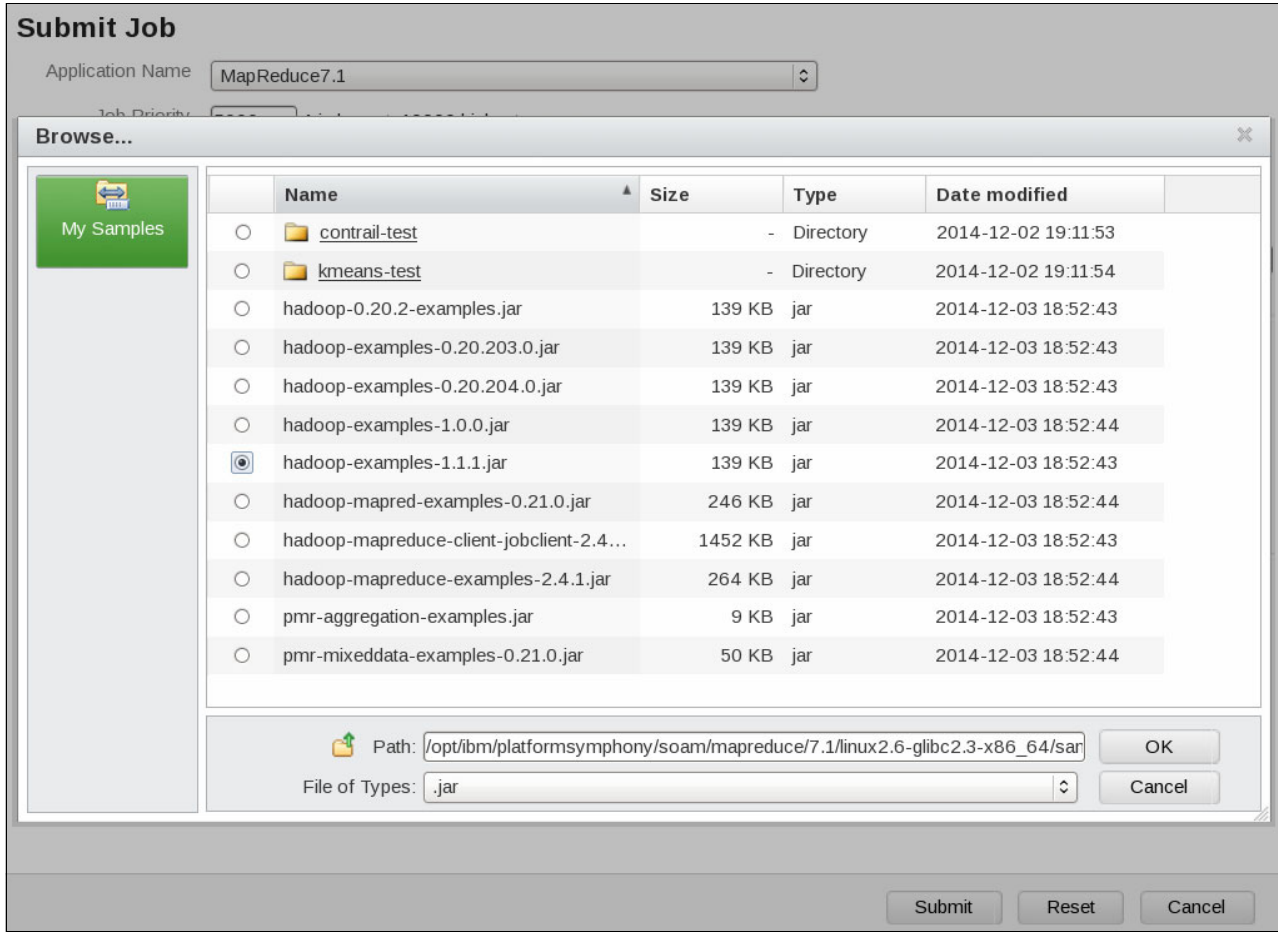 Submit Job
Application Name MapReduce7.1
Job Priority
Browse...
My Samples
Name Size Type Date modified
contrail-test - Directory 2014-12-02 19:11:53
kmeans-test - Directory 2014-12-02 19:11:54
hadoop-0.20.2-examples.jar 139 KB jar 2014-12-03 18:52:43
hadoop-examples-0.20.203.0.jar 139 KB jar 2014-12-03 18:52:43
hadoop-examples-0.20.204.0.jar 139 KB jar 2014-12-03 18:52:43
hadoop-examples-1.0.0.jar 139 KB jar 2014-12-03 18:52:44
hadoop-examples-1.1.1.jar 139 KB jar 2014-12-03 18:52:43
hadoop-mapred-examples-0.21.0.jar 246 KB jar 2014-12-03 18:52:44
hadoop-mapreduce-client-jobclient-2.4... 1452 KB jar 2014-12-03 18:52:43
hadoop-mapreduce-examples-2.4.1.jar 264 KB jar 2014-12-03 18:52:44
pmr-aggregation-examples.jar 9 KB jar 2014-12-03 18:52:43
pmr-mixeddata-examples-0.21.0.jar 50 KB jar 2014-12-03 18:52:44
Path: /opt/ibm/platformsymphony/soam/mapreduce/7.1/linux2.6-glibc2.3-x86_64/sam OK
File of Types: .jar Cancel
Submit Reset Cancel